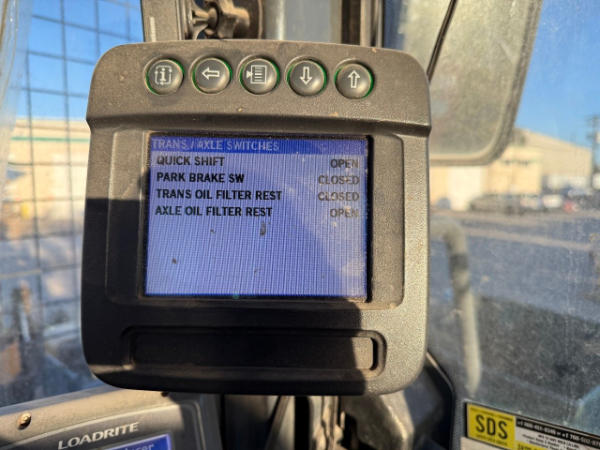 TRANS / AXLE SWITCHES
QUICK SHIFT OPEN
PARK BRAKE SW CLOSED
TRANS OIL FILTER REST CLOSED
AXLE OIL FILTER REST OPEN
LOADRITE
SDS